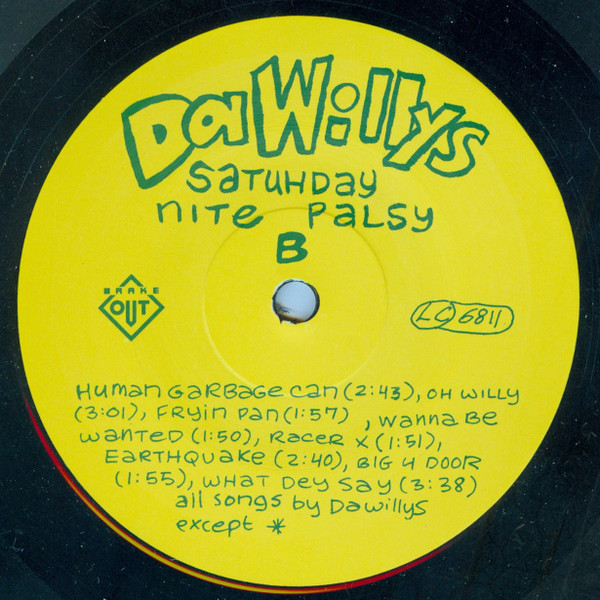 DaWillys
SATUHDAY
NITE PALSY
B
BRAKE
OUT
LC 6811
HUMAN GARBAGE CAN (2:43), OH WILLY
(3:01), FRYIN PAN (1:57) , WANNA BE
WANTED (1:50), RACER X (1:51),
EARTHQUAKE (2:40), BIG 4 DOOR
(1:55), WHAT DEY SAY (3:38)
all songs by DaWillyS
except *